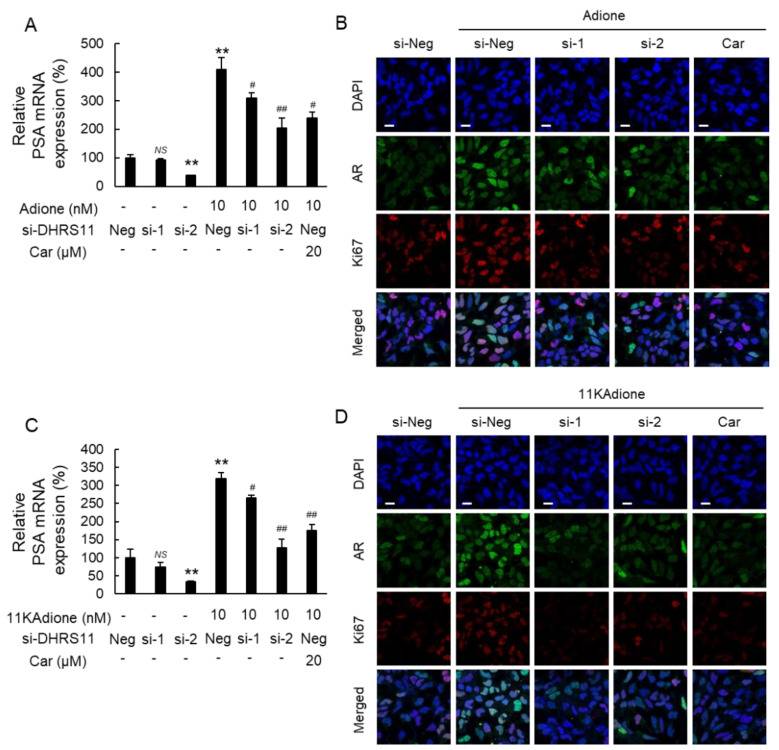 A
Relative
PSA mRNA
expression (%)
500
400
300
200
100
0
NS
**
**
#
##
#
Adione (nM) - - - 10 10 10 10
si-DHRS11 Neg si-1 si-2 Neg si-1 si-2 Neg
Car (µM) - - - - - - 20
B
Adione
si-Neg si-Neg si-1 si-2 Car
DAPI
AR
Ki67
Merged
C
Relative
PSA mRNA
expression (%)
400
350
300
250
200
150
100
50
0
NS
**
**
#
##
##
11KAdione (nM) - - - 10 10 10 10
si-DHRS11 Neg si-1 si-2 Neg si-1 si-2 Neg
Car (µM) - - - - - - 20
D
11KAdione
si-Neg si-Neg si-1 si-2 Car
DAPI
AR
Ki67
Merged